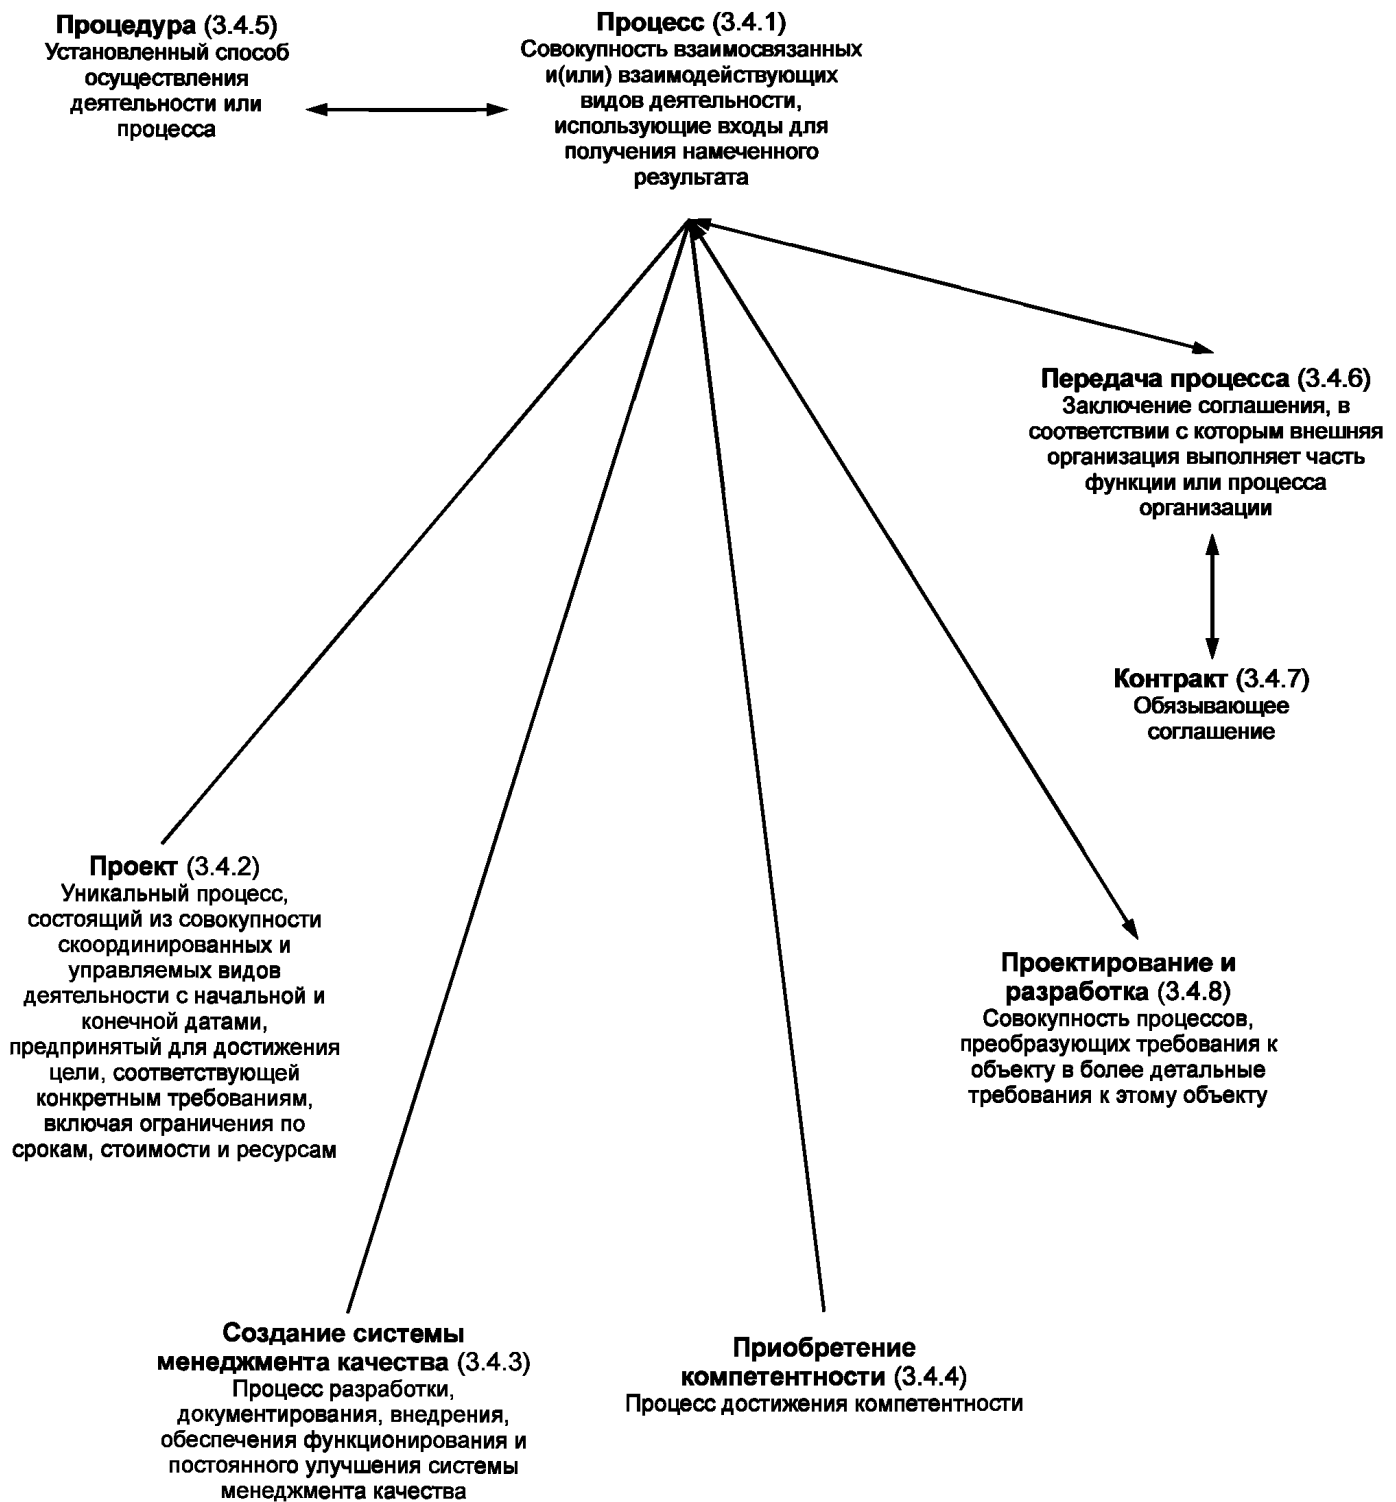 Процедура (3.4.5)
Установленный способ
осуществления
деятельности или
процесса
Процесс (3.4.1)
Совокупность взаимосвязанных
и(или) взаимодействующих
видов деятельности,
использующие входы для
получения намеченного
результата
Передача процесса (3.4.6)
Заключение соглашения, в
соответствии с которым внешняя
организация выполняет часть
функции или процесса
организации
Контракт (3.4.7)
Обязывающее
соглашение
Проект (3.4.2)
Уникальный процесс,
состоящий из совокупности
скоординированных и
управляемых видов
деятельности с начальной и
конечной датами,
предпринятый для достижения
цели, соответствующей
конкретным требованиям,
включая ограничения по
срокам, стоимости и ресурсам
Проектирование и
разработка (3.4.8)
Совокупность процессов,
преобразующих требования к
объекту в более детальные
требования к этому объекту
Создание системы
менеджмента качества (3.4.3)
Процесс разработки,
документирования, внедрения,
обеспечения функционирования и
постоянного улучшения системы
менеджмента качества
Приобретение
компетентности (3.4.4)
Процесс достижения компетентности